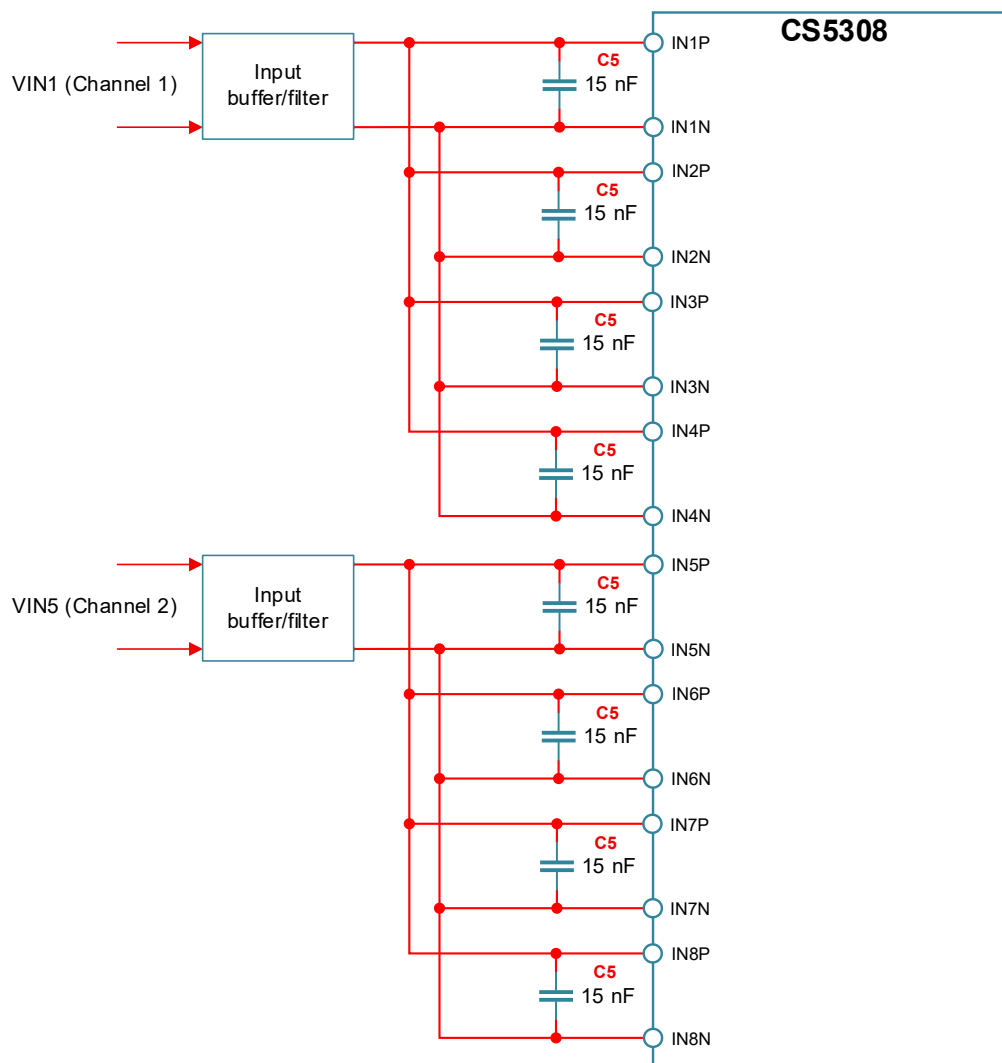 CS5308
IN1P
C5
15 nF
VIN1 (Channel 1)
Input
buffer/filter
IN1N
IN2P
C5
15 nF
IN2N
IN3P
C5
15 nF
IN3N
IN4P
C5
15 nF
IN4N
IN5P
C5
15 nF
VIN5 (Channel 2)
Input
buffer/filter
IN5N
IN6P
C5
15 nF
IN6N
IN7P
C5
15 nF
IN7N
IN8P
C5
15 nF
IN8N